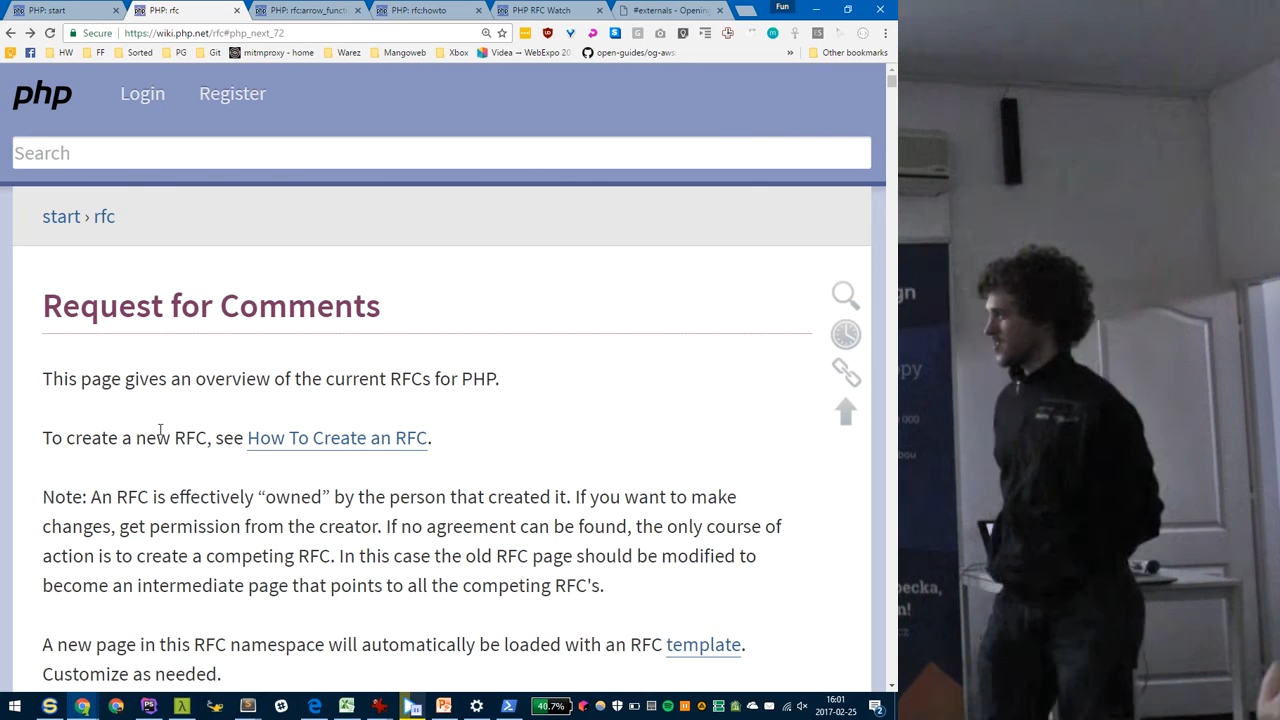 PHP: start
PHP: rfc
PHP: rfc:arrow_funct
PHP: rfc:howto
PHP RFC Watch
#externals - Opening
Fun
Secure
https://wiki.php.net/rfc#php_next_72
HW
FF
Sorted
PG
Git
mitmproxy - home
Warez
Mangoweb
Xbox
Videa – WebExpo 20
open-guides/og-aws
»
Other bookmarks
php
Login
Register
Search
start › rfc
Request for Comments
This page gives an overview of the current RFCs for PHP.
To create a new RFC, see How To Create an RFC.
Note: An RFC is effectively “owned” by the person that created it. If you want to make
changes, get permission from the creator. If no agreement can be found, the only course of
action is to create a competing RFC. In this case the old RFC page should be modified to
become an intermediate page that points to all the competing RFC's.
A new page in this RFC namespace will automatically be loaded with an RFC template.
Customize as needed.
40.7%
16:01
2017-02-25